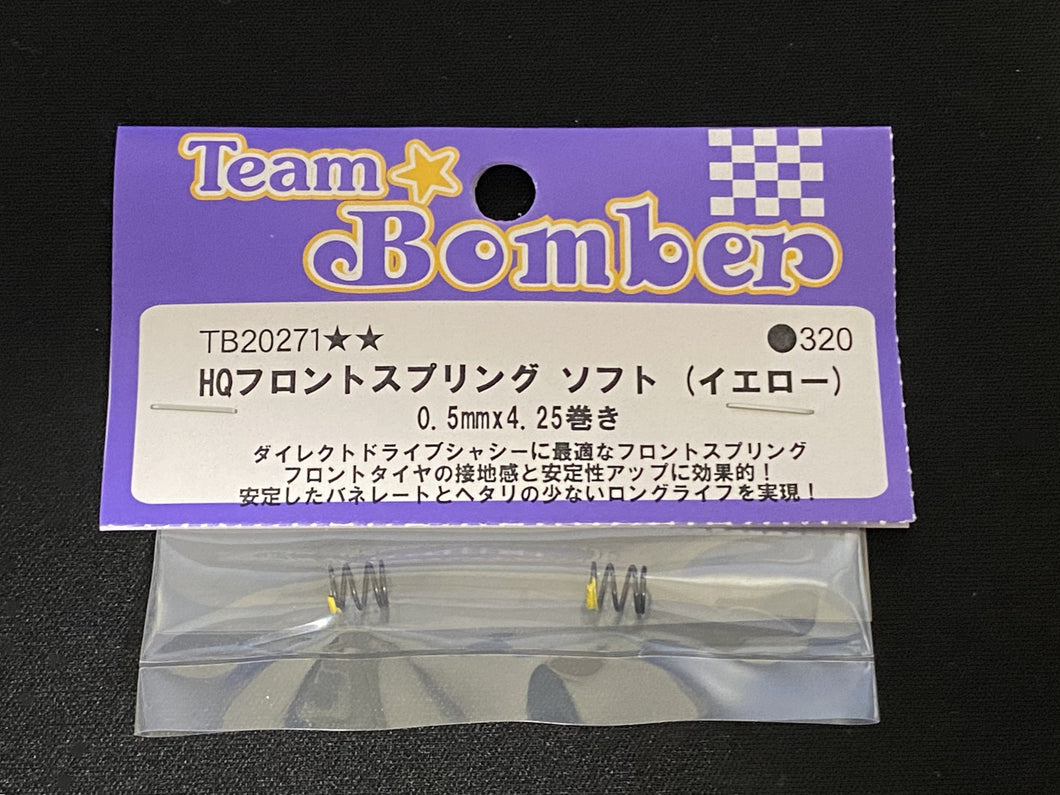 Team
Bomber
TB20271★★ ●320
HQフロントスプリング ソフト (イエロー)
0.5mmx4.25巻き
ダイレクトドライブシャシーに最適なフロントスプリング
フロントタイヤの接地感と安定性アップに効果的!
安定したバネレートとヘタリの少ないロングライフを実現!